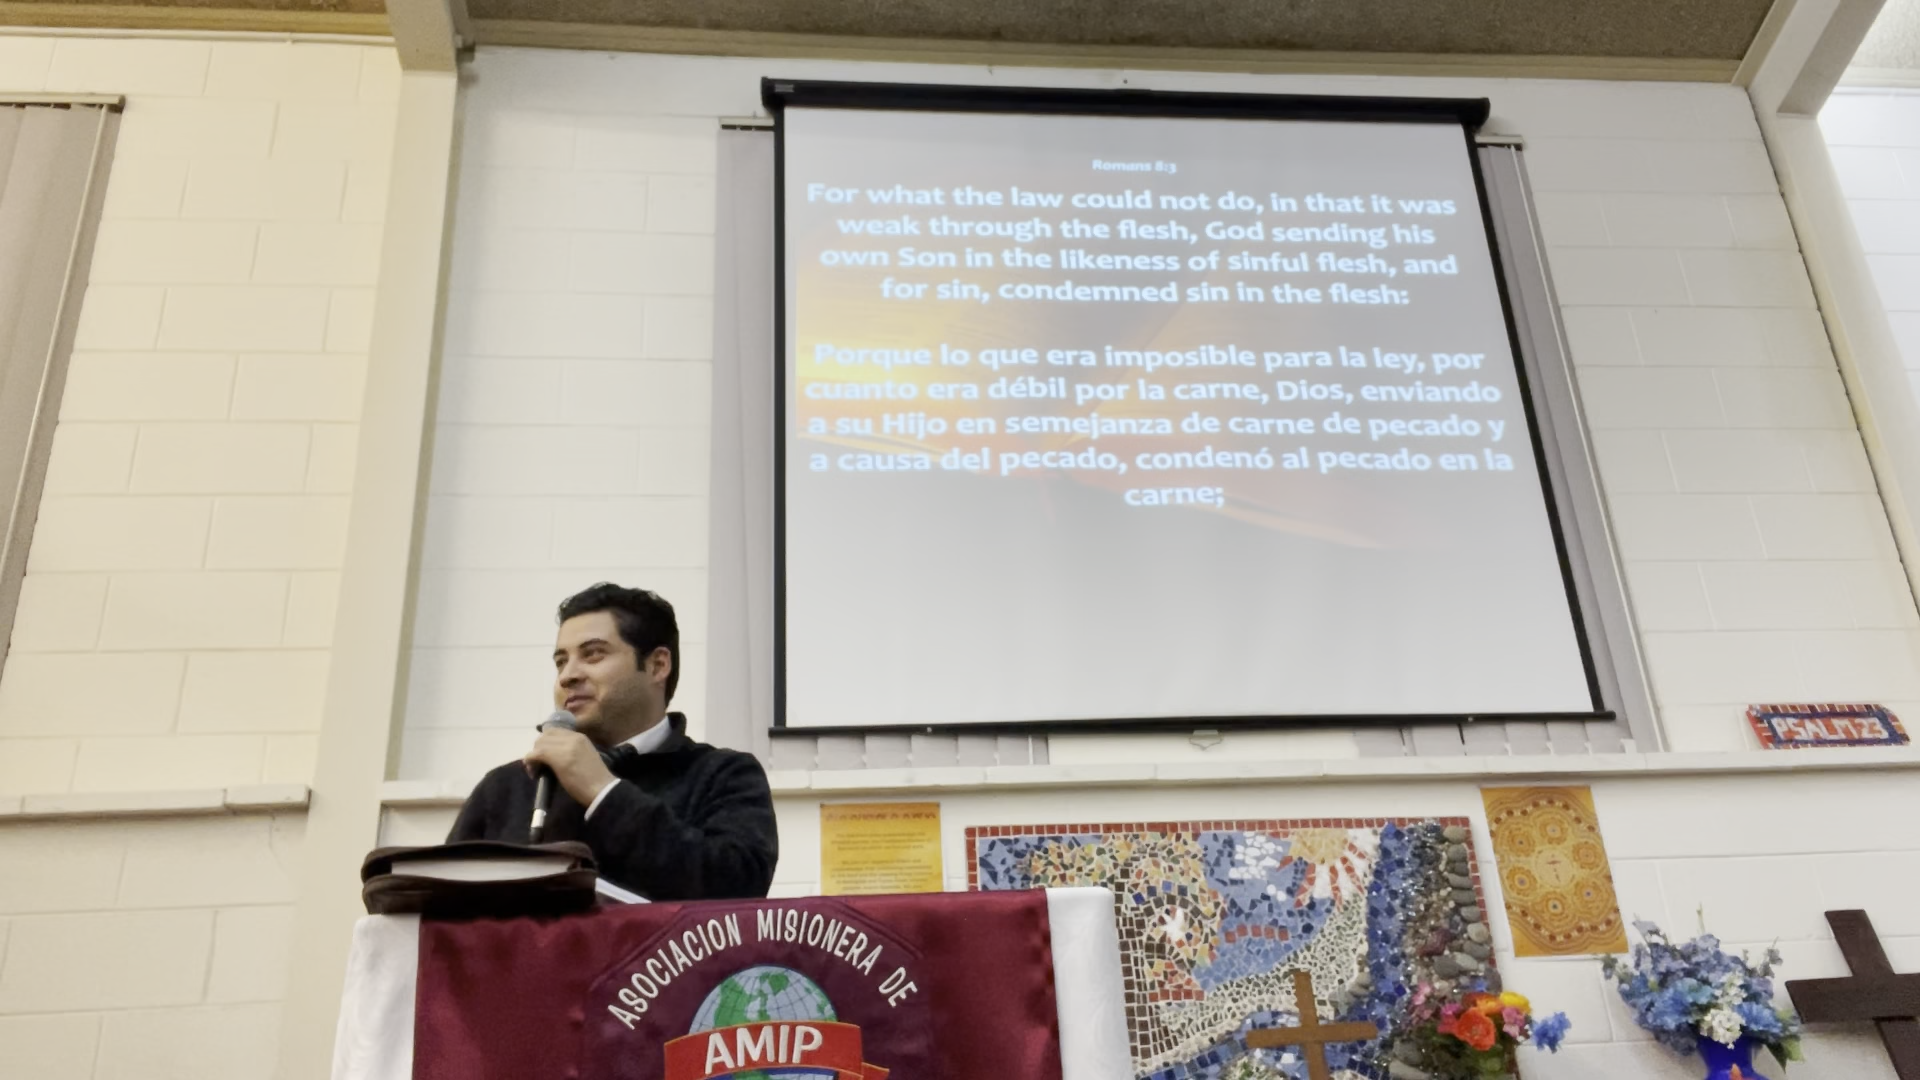 Romans 8:3
For what the law could not do, in that it was
weak through the flesh, God sending his
own Son in the likeness of sinful flesh, and
for sin, condemned sin in the flesh:
Porque lo que era imposible para la ley, por
cuanto era débil por la carne, Dios, enviando
a su Hijo en semejanza de carne de pecado y
a causa del pecado, condenó al pecado en la
carne;
PSALM 23
ASOCIACION MISIONERA DE
AMIP